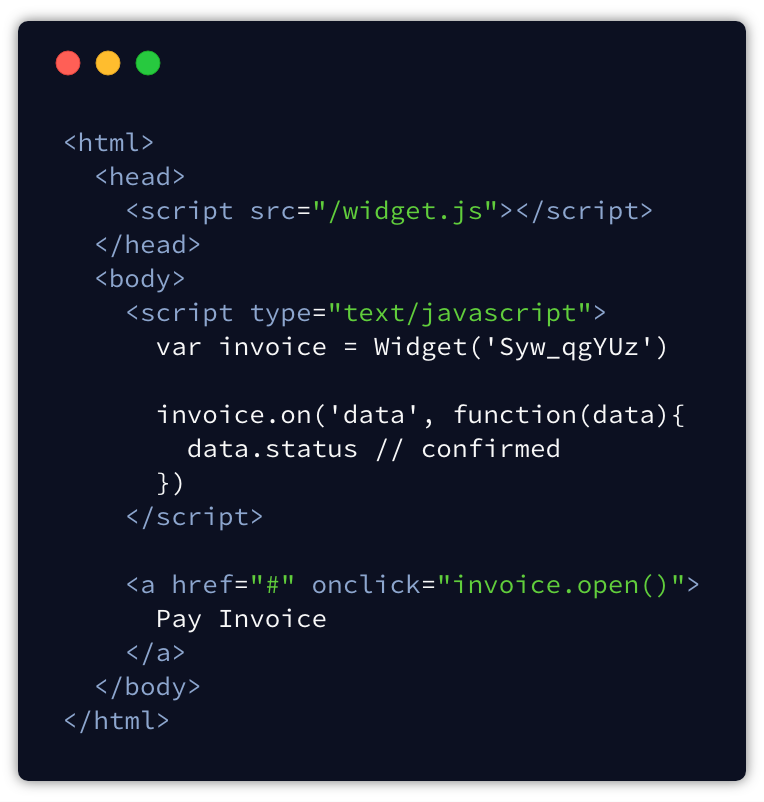 <html>
  <head>
    <script src="/widget.js"></script>
  </head>
  <body>
    <script type="text/javascript">
      var invoice = Widget('Syw_qgYUz')

      invoice.on('data', function(data){
        data.status // confirmed
      })
    </script>

    <a href="#" onclick="invoice.open()">
      Pay Invoice
    </a>
  </body>
</html>